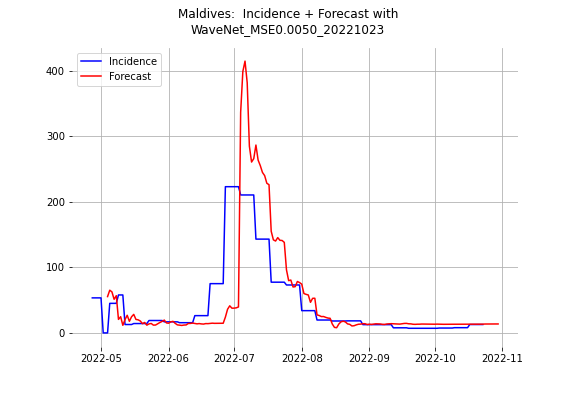 Maldives:  Incidence + Forecast with
WaveNet_MSE0.0050_20221023
Incidence
Forecast
400
300
200
100
0
2022-05 2022-06 2022-07 2022-08 2022-09 2022-10 2022-11